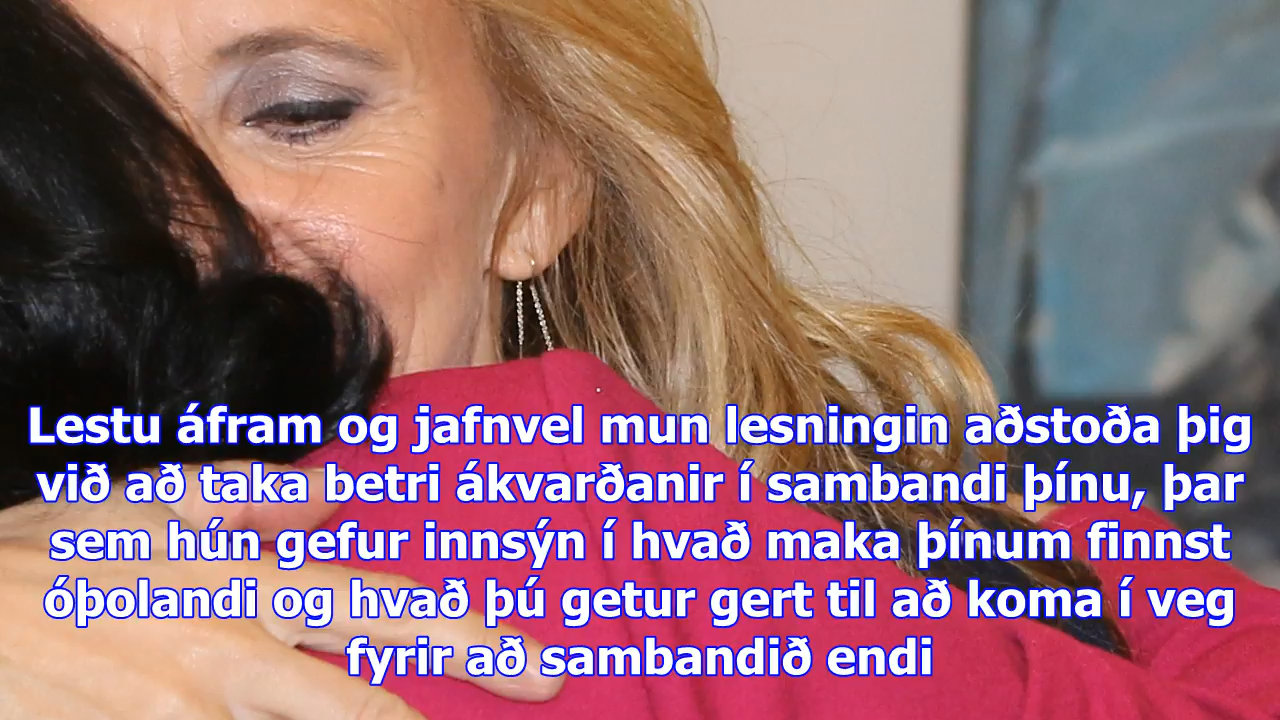 Lestu áfram og jafnvel mun lesningin aðstoða þig
við að taka betri ákvarðanir í sambandi þínu, þar
sem hún gefur innsýn í hvað maka þínum finnst
óþolandi og hvað þú getur gert til að koma í veg
fyrir að sambandið endi